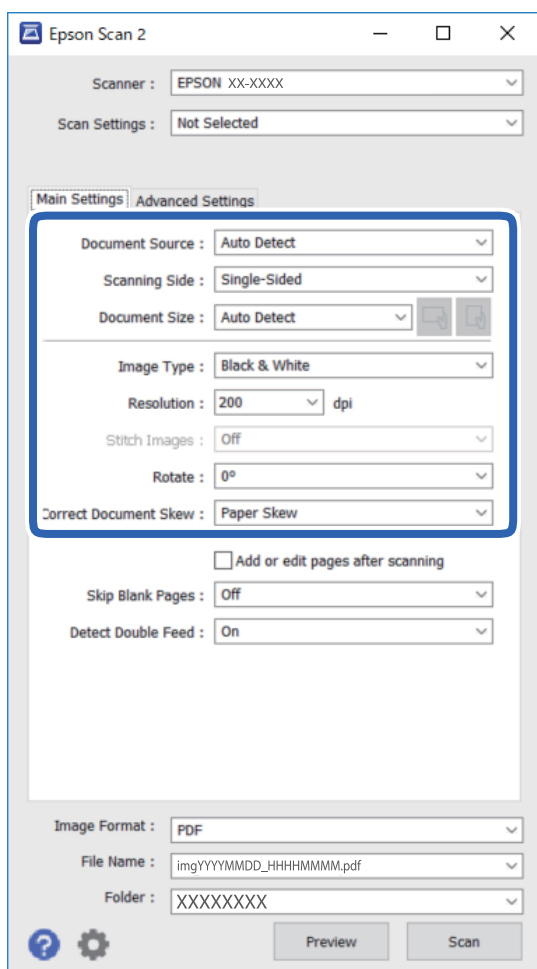 Epson Scan 2
Scanner : EPSON XX-XXXX
Scan Settings : Not Selected
Main Settings Advanced Settings
Document Source : Auto Detect
Scanning Side : Single-Sided
Document Size : Auto Detect
Image Type : Black & White
Resolution : 200 dpi
Stitch Images : Off
Rotate : 0º
Correct Document Skew : Paper Skew
Add or edit pages after scanning
Skip Blank Pages : Off
Detect Double Feed : On
Image Format : PDF
File Name : imgYYYYMMDD_HHHHMMMM.pdf
Folder : XXXXXXXX
? Preview Scan